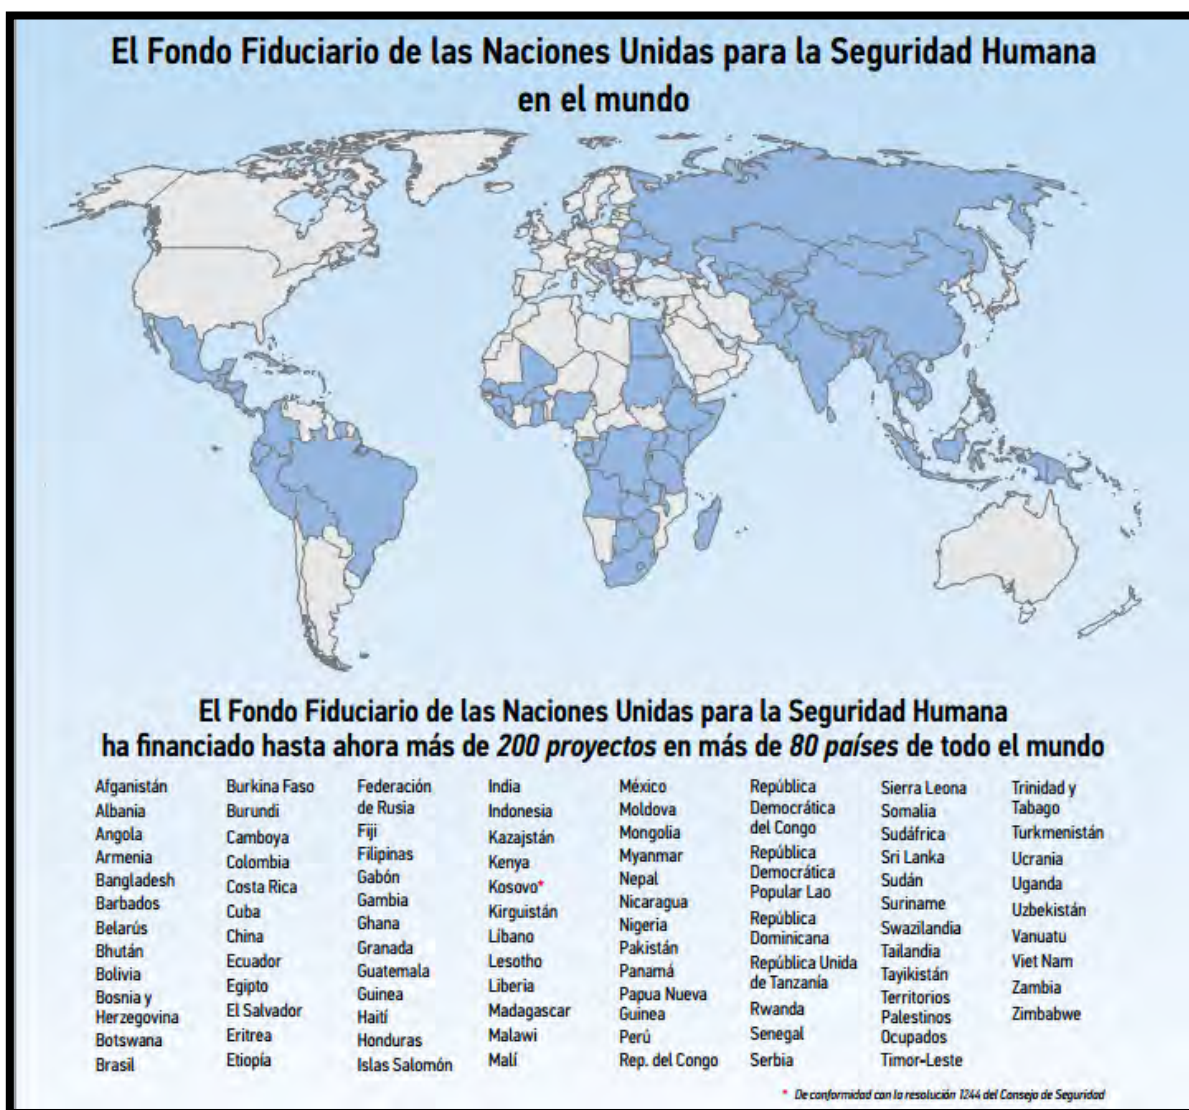 El Fondo Fiduciario de las Naciones Unidas para la Seguridad Humana
en el mundo
El Fondo Fiduciario de las Naciones Unidas para la Seguridad Humana
ha financiado hasta ahora más de 200 proyectos en más de 80 países de todo el mundo
Afganistán
Albania
Angola
Armenia
Bangladesh
Barbados
Belarús
Bhután
Bolivia
Bosnia y
Herzegovina
Botswana
Brasil
Burkina Faso
Burundi
Camboya
Colombia
Costa Rica
Cuba
China
Ecuador
Egipto
El Salvador
Eritrea
Etiopía
Federación
de Rusia
Fiji
Filipinas
Gabón
Gambia
Ghana
Granada
Guatemala
Guinea
Haití
Honduras
Islas Salomón
India
Indonesia
Kazajstán
Kenya
Kosovo*
Kirguistán
Líbano
Lesotho
Liberia
Madagascar
Malawi
Malí
México
Moldova
Mongolia
Myanmar
Nepal
Nicaragua
Nigeria
Pakistán
Panamá
Papua Nueva
Guinea
Perú
Rep. del Congo
República
Democrática
del Congo
República
Democrática
Popular Lao
República
Dominicana
República Unida
de Tanzanía
Rwanda
Senegal
Serbia
Sierra Leona
Somalia
Sudáfrica
Sri Lanka
Sudán
Suriname
Swazilandia
Tailandia
Tayikistán
Territorios
Palestinos
Ocupados
Timor-Leste
Trinidad y
Tabago
Turkmenistán
Ucrania
Uganda
Uzbekistán
Vanuatu
Viet Nam
Zambia
Zimbabwe
* De conformidad con la resolución 1244 del Consejo de Seguridad